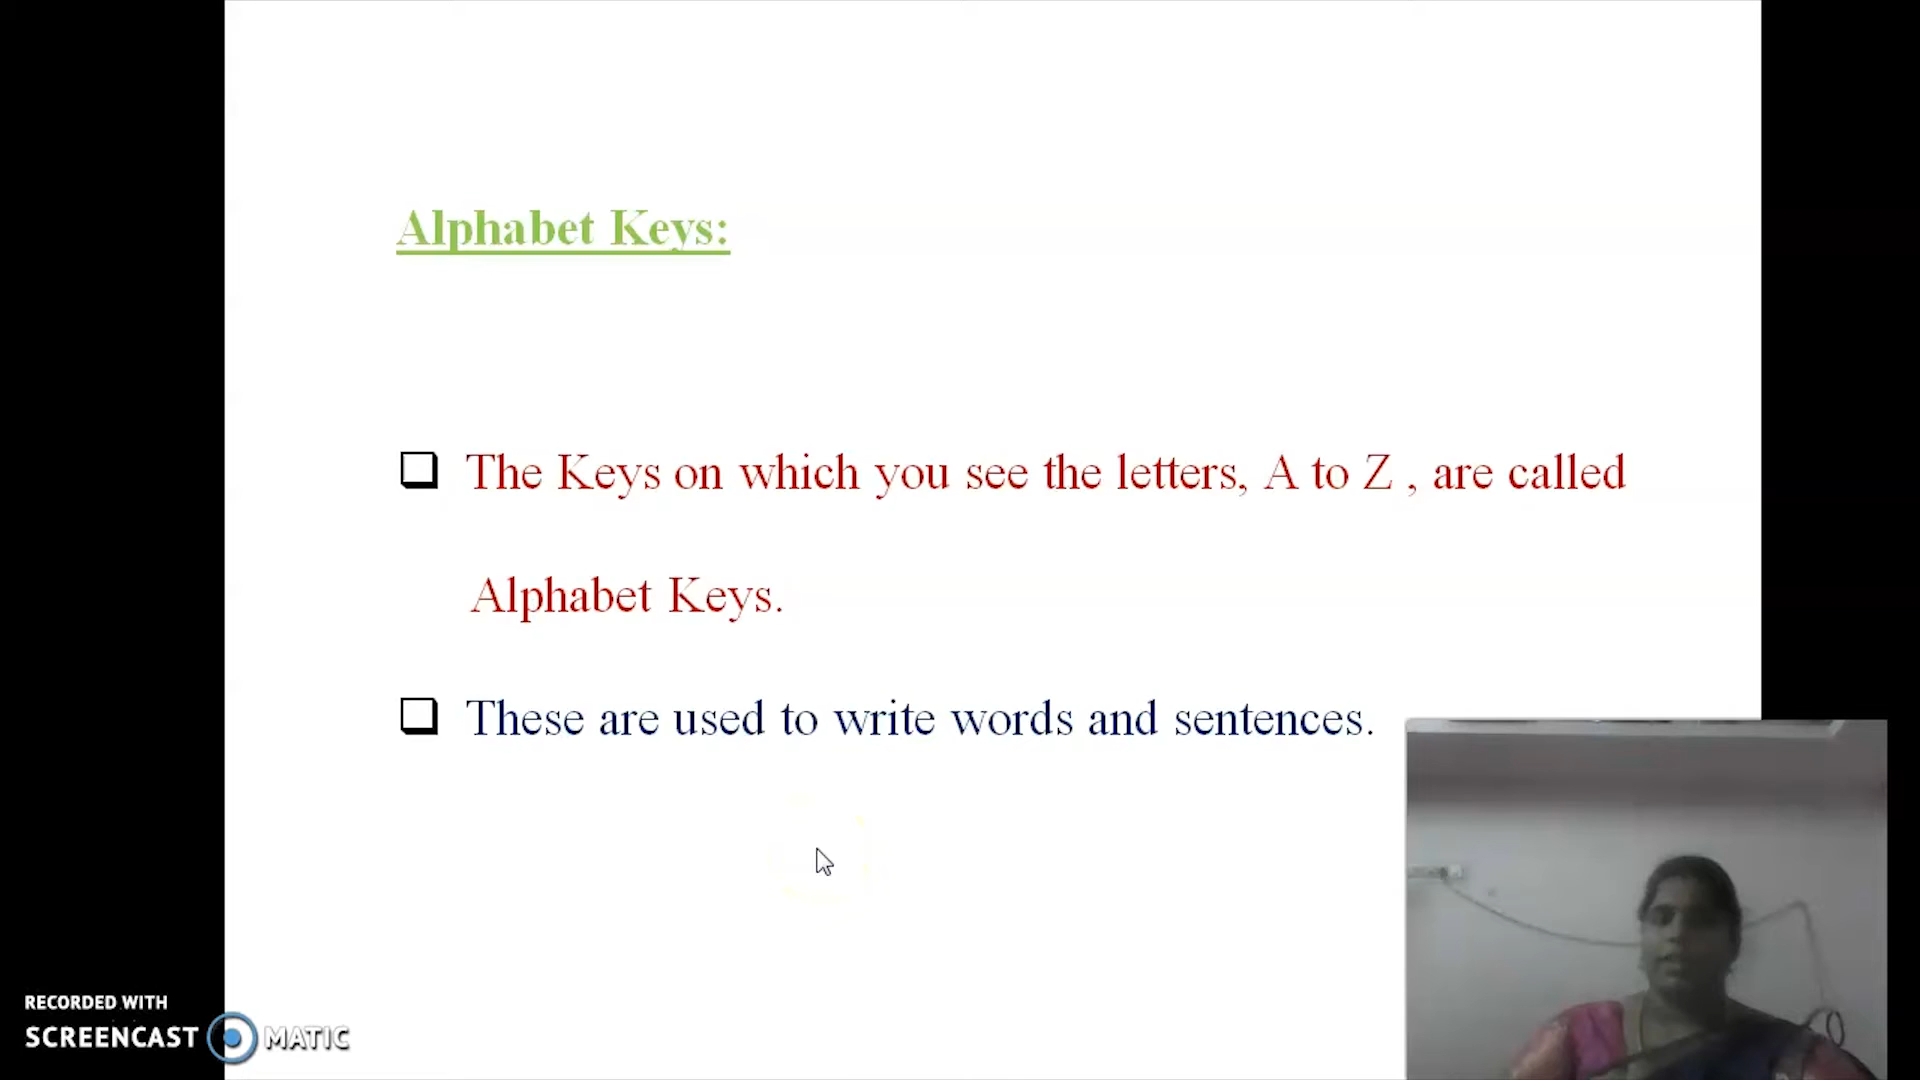 Alphabet Keys:
The Keys on which you see the letters, A to Z , are called
Alphabet Keys.
These are used to write words and sentences.
RECORDED WITH
SCREENCAST MATIC